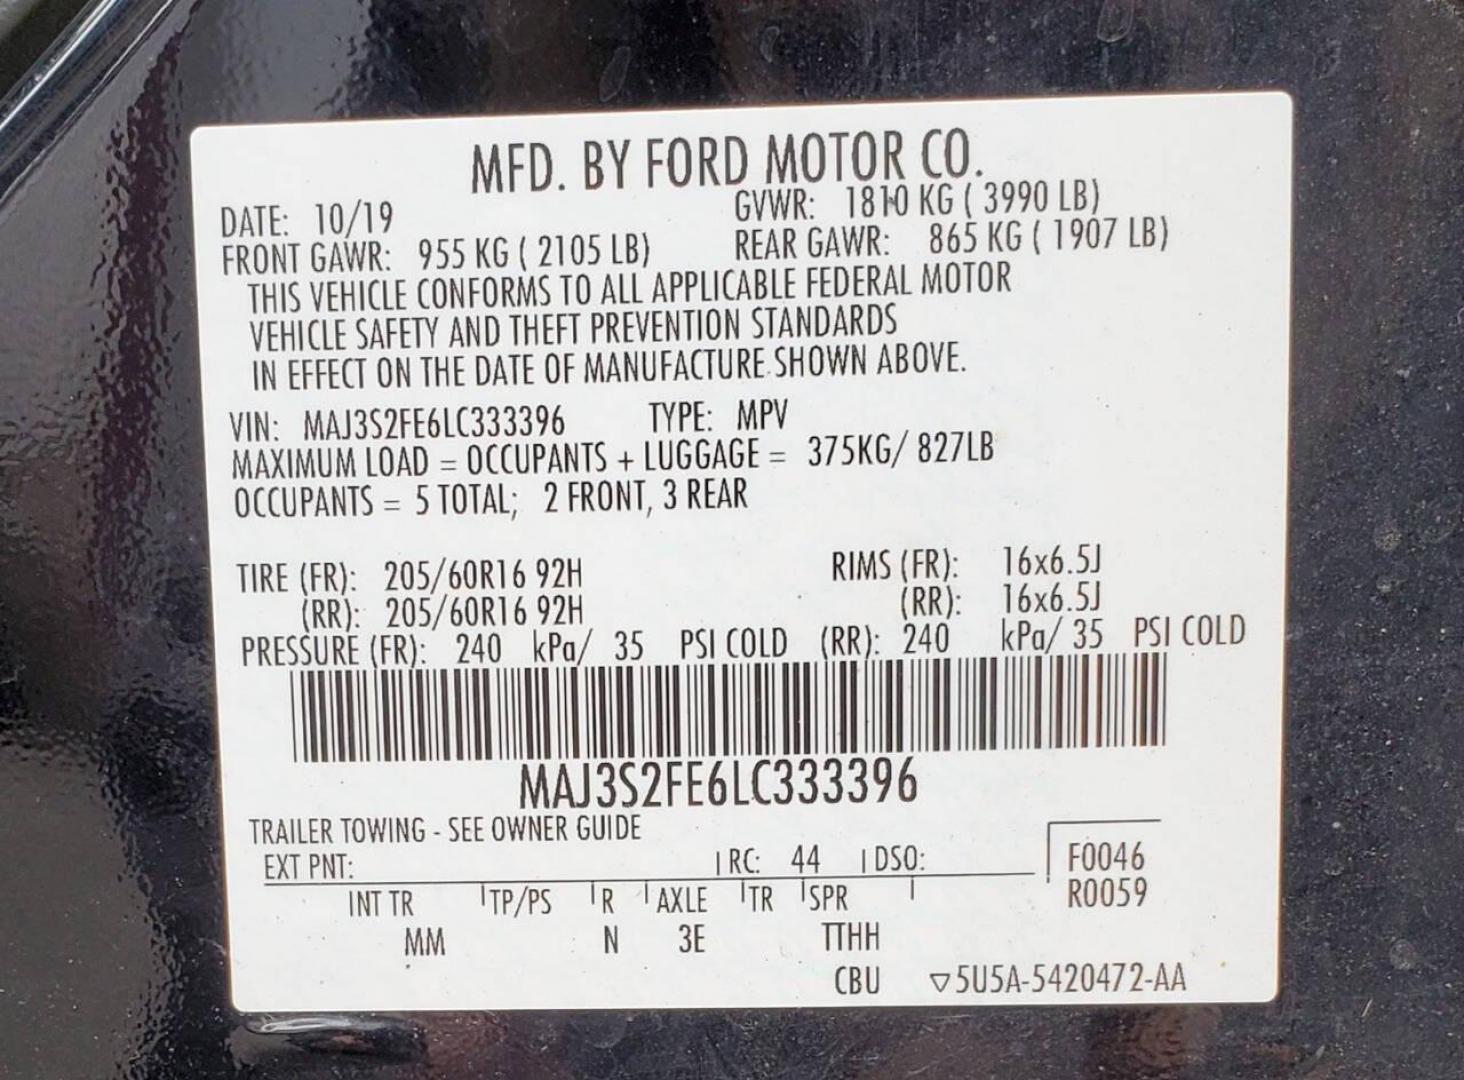 MFD. BY FORD MOTOR CO.
DATE: 10/19 GVWR: 1810 KG ( 3990 LB)
FRONT GAWR: 955 KG ( 2105 LB) REAR GAWR: 865 KG ( 1907 LB)
THIS VEHICLE CONFORMS TO ALL APPLICABLE FEDERAL MOTOR
VEHICLE SAFETY AND THEFT PREVENTION STANDARDS
IN EFFECT ON THE DATE OF MANUFACTURE SHOWN ABOVE.
VIN: MAJ3S2FE6LC333396 TYPE: MPV
MAXIMUM LOAD = OCCUPANTS + LUGGAGE = 375KG/ 827LB
OCCUPANTS = 5 TOTAL; 2 FRONT, 3 REAR
TIRE (FR): 205/60R16 92H RIMS (FR): 16x6.5J
(RR): 205/60R16 92H (RR): 16x6.5J
PRESSURE (FR): 240 kPa/ 35 PSI COLD (RR): 240 kPa/ 35 PSI COLD
MAJ3S2FE6LC333396
TRAILER TOWING - SEE OWNER GUIDE
EXT PNT: RC: 44 DSO: F0046
INT TR TP/PS R AXLE TR SPR R0059
MM N 3E TTHH
CBU ▽5U5A-5420472-AA